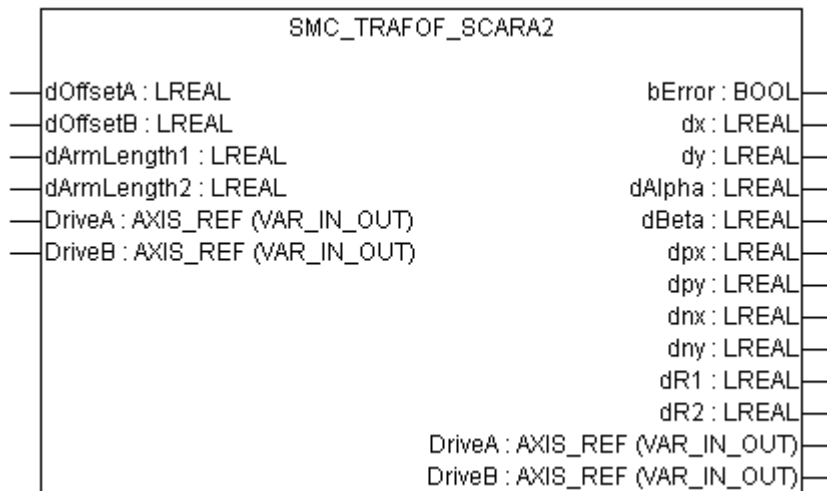 SMC_TRAFOF_SCARA2
dOffsetA : LREAL bError : BOOL
dOffsetB : LREAL dx : LREAL
dArmLength1 : LREAL dy : LREAL
dArmLength2 : LREAL dAlpha : LREAL
DriveA : AXIS_REF (VAR_IN_OUT) dBeta : LREAL
DriveB : AXIS_REF (VAR_IN_OUT) dpx : LREAL
dpy : LREAL
dnx : LREAL
dny : LREAL
dR1 : LREAL
dR2 : LREAL
DriveA : AXIS_REF (VAR_IN_OUT)
DriveB : AXIS_REF (VAR_IN_OUT)